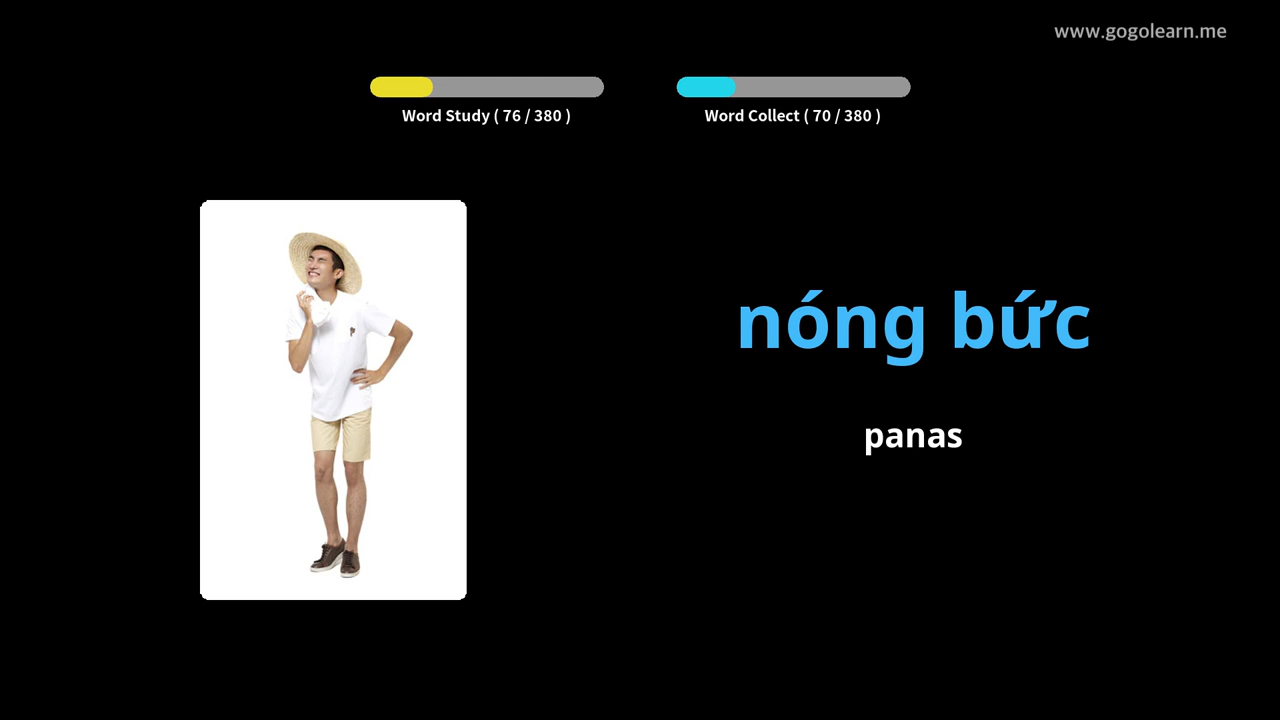 www.gogolearn.me
Word Study ( 76 / 380 )
Word Collect ( 70 / 380 )
nóng bức
panas